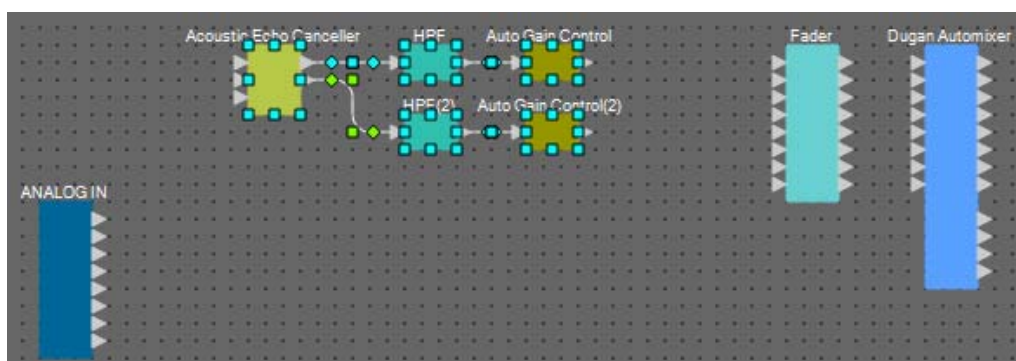 Acoustic Echo Canceller
HPF
Auto Gain Control
Fader
Dugan Automixer
HPF(2)
Auto Gain Control(2)
ANALOG IN